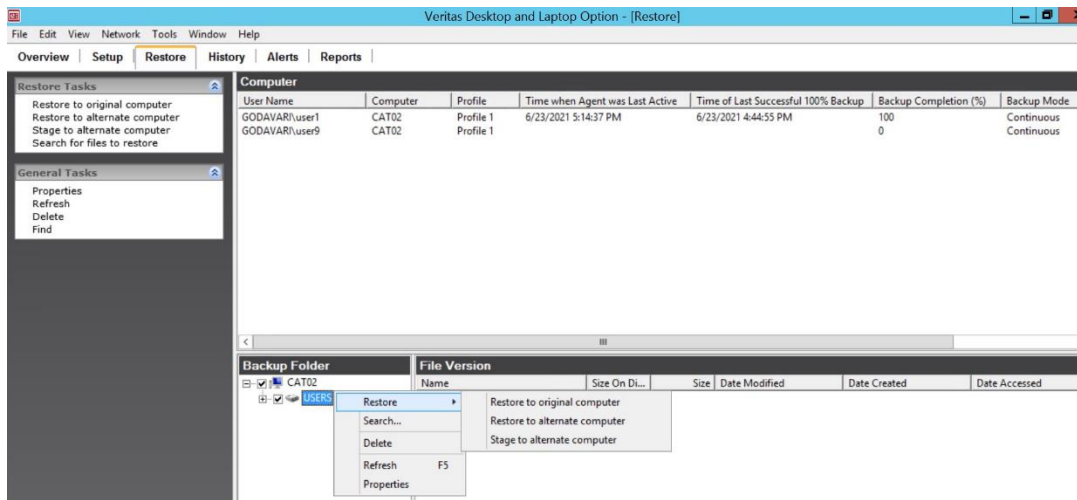 Veritas Desktop and Laptop Option - [Restore]
File Edit View Network Tools Window Help
Overview Setup Restore History Alerts Reports
Restore Tasks
Restore to original computer
Restore to alternate computer
Stage to alternate computer
Search for files to restore
General Tasks
Properties
Refresh
Delete
Find
Computer
User Name Computer Profile Time when Agent was Last Active Time of Last Successful 100% Backup Backup Completion (%) Backup Mode
GODAVARI\user1 CAT02 Profile 1 6/23/2021 5:14:37 PM 6/23/2021 4:44:55 PM 100 Continuous
GODAVARI\user9 CAT02 Profile 1 0 Continuous
Backup Folder
CAT02
USERS
File Version
Name Size On Di... Size Date Modified Date Created Date Accessed
Restore
Search...
Delete
Refresh F5
Properties
Restore to original computer
Restore to alternate computer
Stage to alternate computer